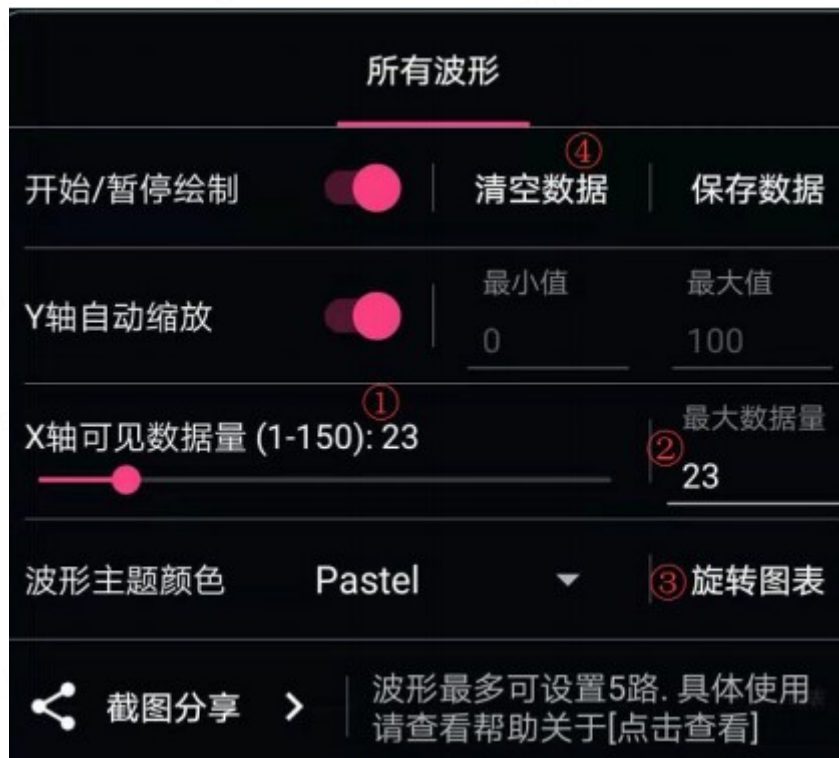 所有波形
④
开始/暂停绘制 清空数据 保存数据
最小值 最大值
Y轴自动缩放 0 100
①
X轴可见数据量 (1-150): 23 最大数据量
② 23
波形主题颜色 Pastel ③旋转图表
截图分享 波形最多可设置5路. 具体使用
请查看帮助关于[点击查看]